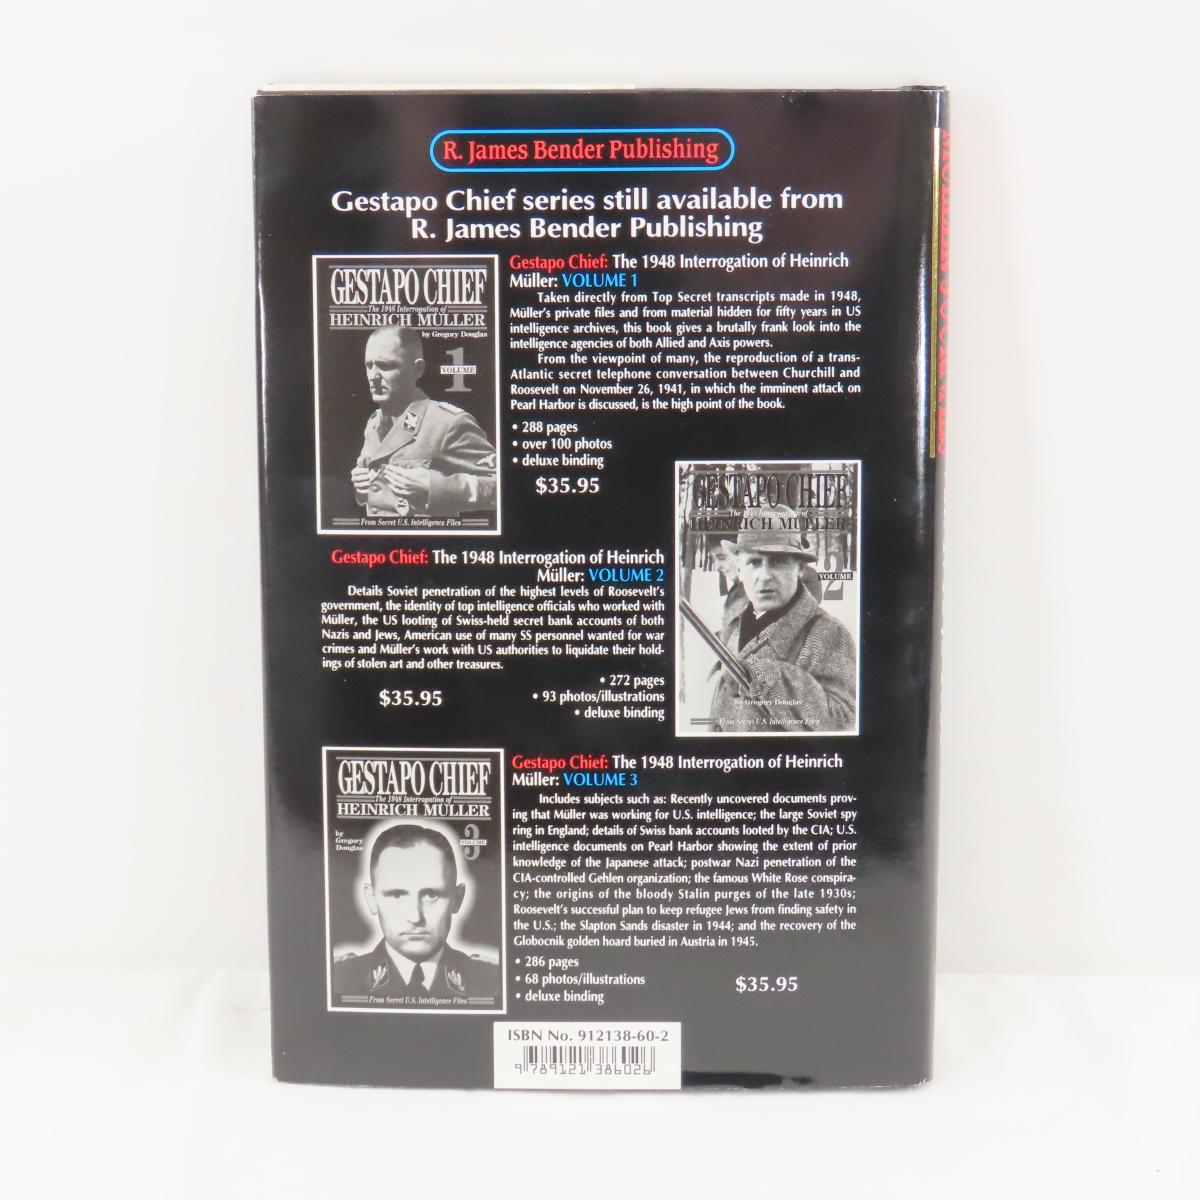 R. James Bender Publishing
Gestapo Chief series still available from
R. James Bender Publishing
GESTAPO CHIEF
The 1948 Interrogation of
HEINRICH MÜLLER
by Gregory Douglas
VOLUME
1
From Secret U.S. Intelligence Files
Gestapo Chief: The 1948 Interrogation of Heinrich
Müller: VOLUME 1
Taken directly from Top Secret transcripts made in 1948,
Müller's private files and from material hidden for fifty years in US
intelligence archives, this book gives a brutally frank look into the
intelligence agencies of both Allied and Axis powers.
From the viewpoint of many, the reproduction of a trans-
Atlantic secret telephone conversation between Churchill and
Roosevelt on November 26, 1941, in which the imminent attack on
Pearl Harbor is discussed, is the high point of the book.
• 288 pages
• over 100 photos
• deluxe binding
$35.95
GESTAPO CHIEF
The 1948 Interrogation of
HEINRICH MÜLLER
VOLUME
2
by Gregory Douglas
From Secret U.S. Intelligence Files
Gestapo Chief: The 1948 Interrogation of Heinrich
Müller: VOLUME 2
Details Soviet penetration of the highest levels of Roosevelt's
government, the identity of top intelligence officials who worked with
Müller, the US looting of Swiss-held secret bank accounts of both
Nazis and Jews, American use of many SS personnel wanted for war
crimes and Müller's work with US authorities to liquidate their hold-
ings of stolen art and other treasures.
• 272 pages
• 93 photos/illustrations
• deluxe binding
$35.95
GESTAPO CHIEF
The 1948 Interrogation of
HEINRICH MÜLLER
by
Gregory
Douglas
VOLUME
3
From Secret U.S. Intelligence Files
Gestapo Chief: The 1948 Interrogation of Heinrich
Müller: VOLUME 3
Includes subjects such as: Recently uncovered documents prov-
ing that Müller was working for U.S. intelligence; the large Soviet spy
ring in England; details of Swiss bank accounts looted by the CIA; U.S.
intelligence documents on Pearl Harbor showing the extent of prior
knowledge of the Japanese attack; postwar Nazi penetration of the
CIA-controlled Gehlen organization; the famous White Rose conspira-
cy; the origins of the bloody Stalin purges of the late 1930s;
Roosevelt's successful plan to keep refugee Jews from finding safety in
the U.S.; the Slapton Sands disaster in 1944; and the recovery of the
Globocnik golden hoard buried in Austria in 1945.
• 286 pages
• 68 photos/illustrations
• deluxe binding
$35.95
ISBN No. 912138-60-2
9 789121 386026